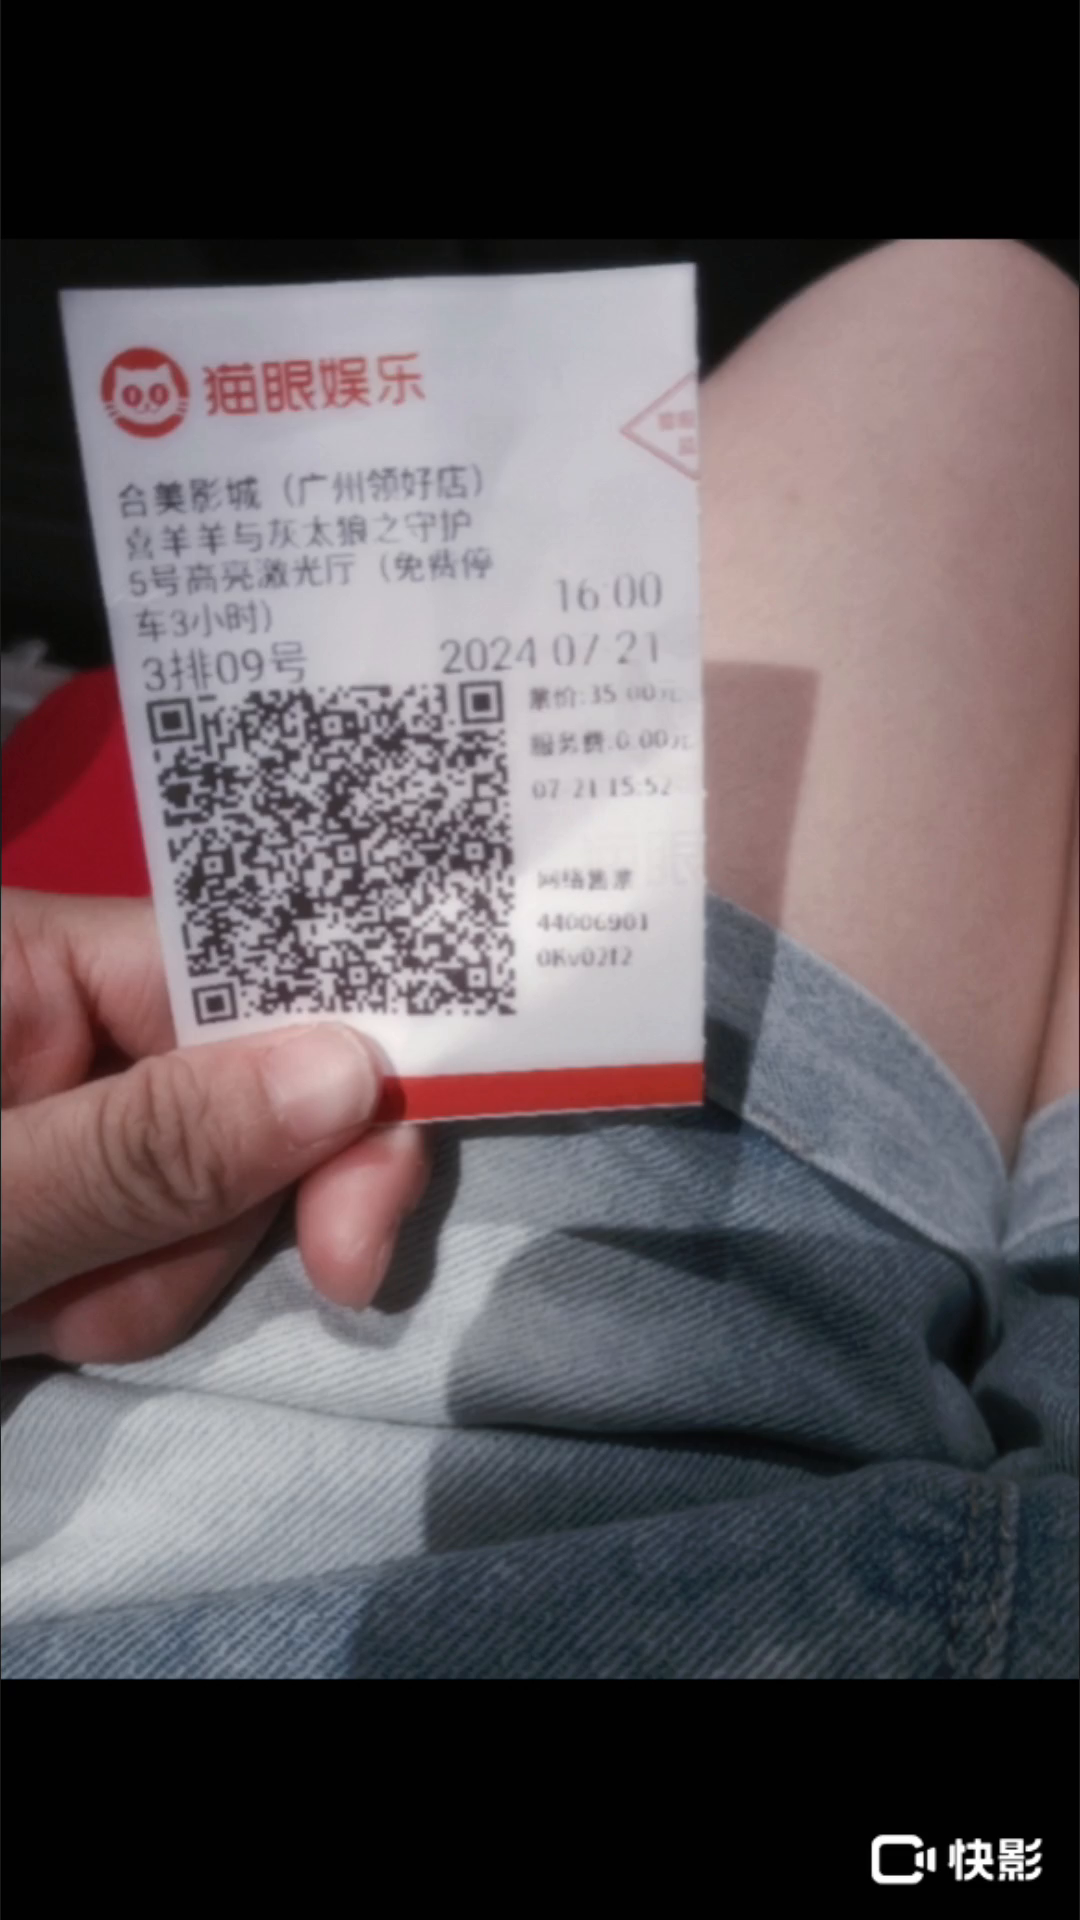 猫眼娱乐
合美影城（广州领好店）
喜羊羊与灰太狼之守护
5号高亮激光厅（免费停
车3小时）
16:00
3排09号
2024 07 21
票价:35.00元
服务费:0.00元
07-21 15:52
网络售票
44006901
快影